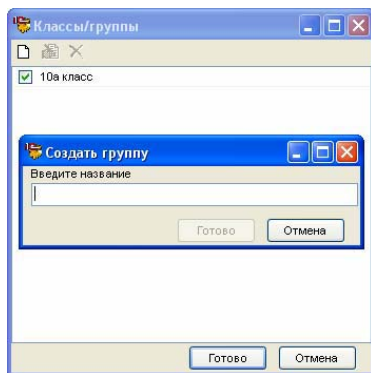 Классы/группы
10а класс
Создать группу
Введите название
Готово
Отмена
Готово
Отмена